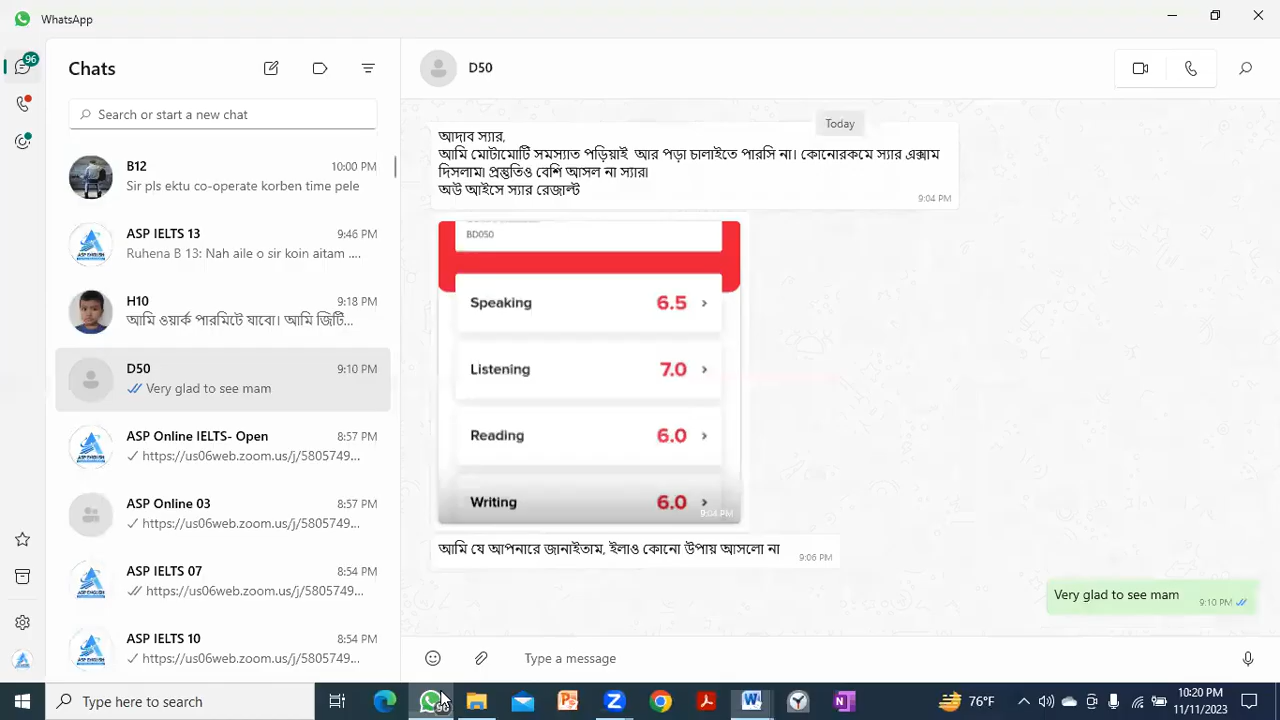 WhatsApp
96
Chats
Search or start a new chat
B12
10:00 PM
Sir pls ektu co-operate korben time pele
ASP IELTS 13
9:46 PM
Ruhena B 13: Nah aile o sir koin aitam ....
H10
9:18 PM
আমি ওয়ার্ক পারমিটে যাবো। আমি জিটি...
D50
9:10 PM
Very glad to see mam
ASP Online IELTS- Open
8:57 PM
https://us06web.zoom.us/j/5805749...
ASP Online 03
8:57 PM
https://us06web.zoom.us/j/5805749...
ASP IELTS 07
8:54 PM
https://us06web.zoom.us/j/5805749...
ASP IELTS 10
8:54 PM
https://us06web.zoom.us/j/5805749...
D50
Today
আদাব স্যার,
আমি মোটামোটি সমস্যাত পড়িয়াই আর পড়া চালাইতে পারসি না। কোনোরকমে স্যার এক্সাম
দিসলাম৷ প্রস্তুতিও বেশি আসল না স্যার৷
অউ আইসে স্যার রেজাল্ট
9:04 PM
BD050
Speaking 6.5
Listening 7.0
Reading 6.0
Writing 6.0
9:04 PM
আমি যে আপনারে জানাইতাম, ইলাও কোনো উপায় আসলো না
9:06 PM
Very glad to see mam
9:10 PM
Type a message
Type here to search
76°F
10:20 PM
11/11/2023